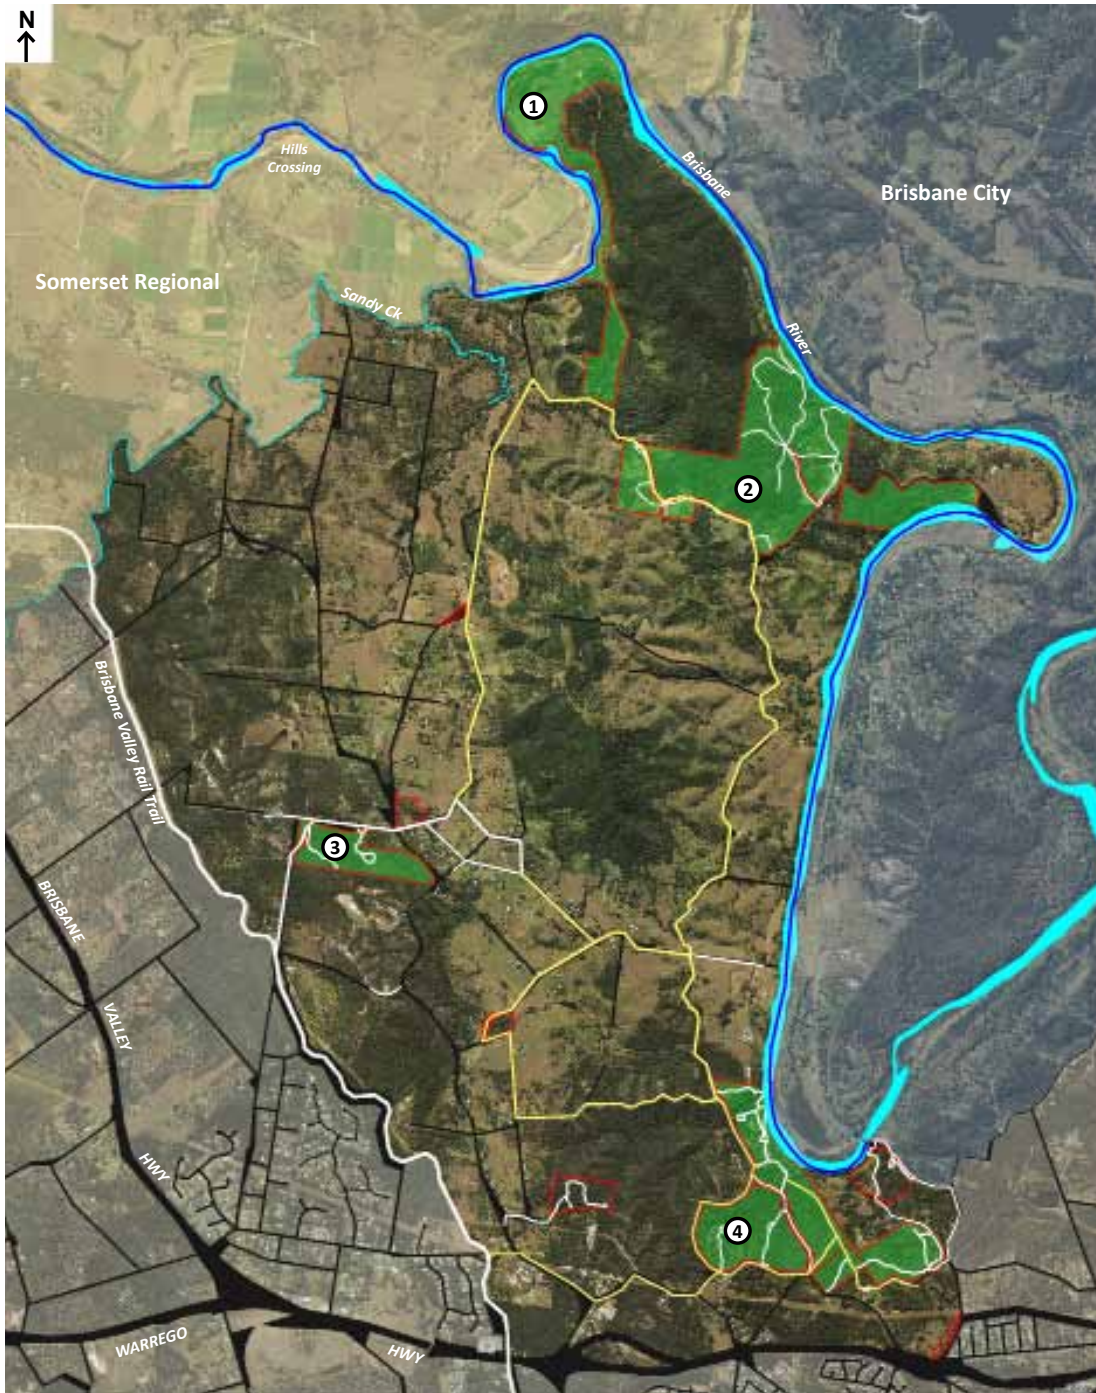 N
1
Hills
Crossing
Brisbane
Brisbane City
Somerset Regional
Sandy Ck
River
2
Brisbane Valley Rail Trail
3
BRISBANE
VALLEY
HWY
4
WARREGO
HWY